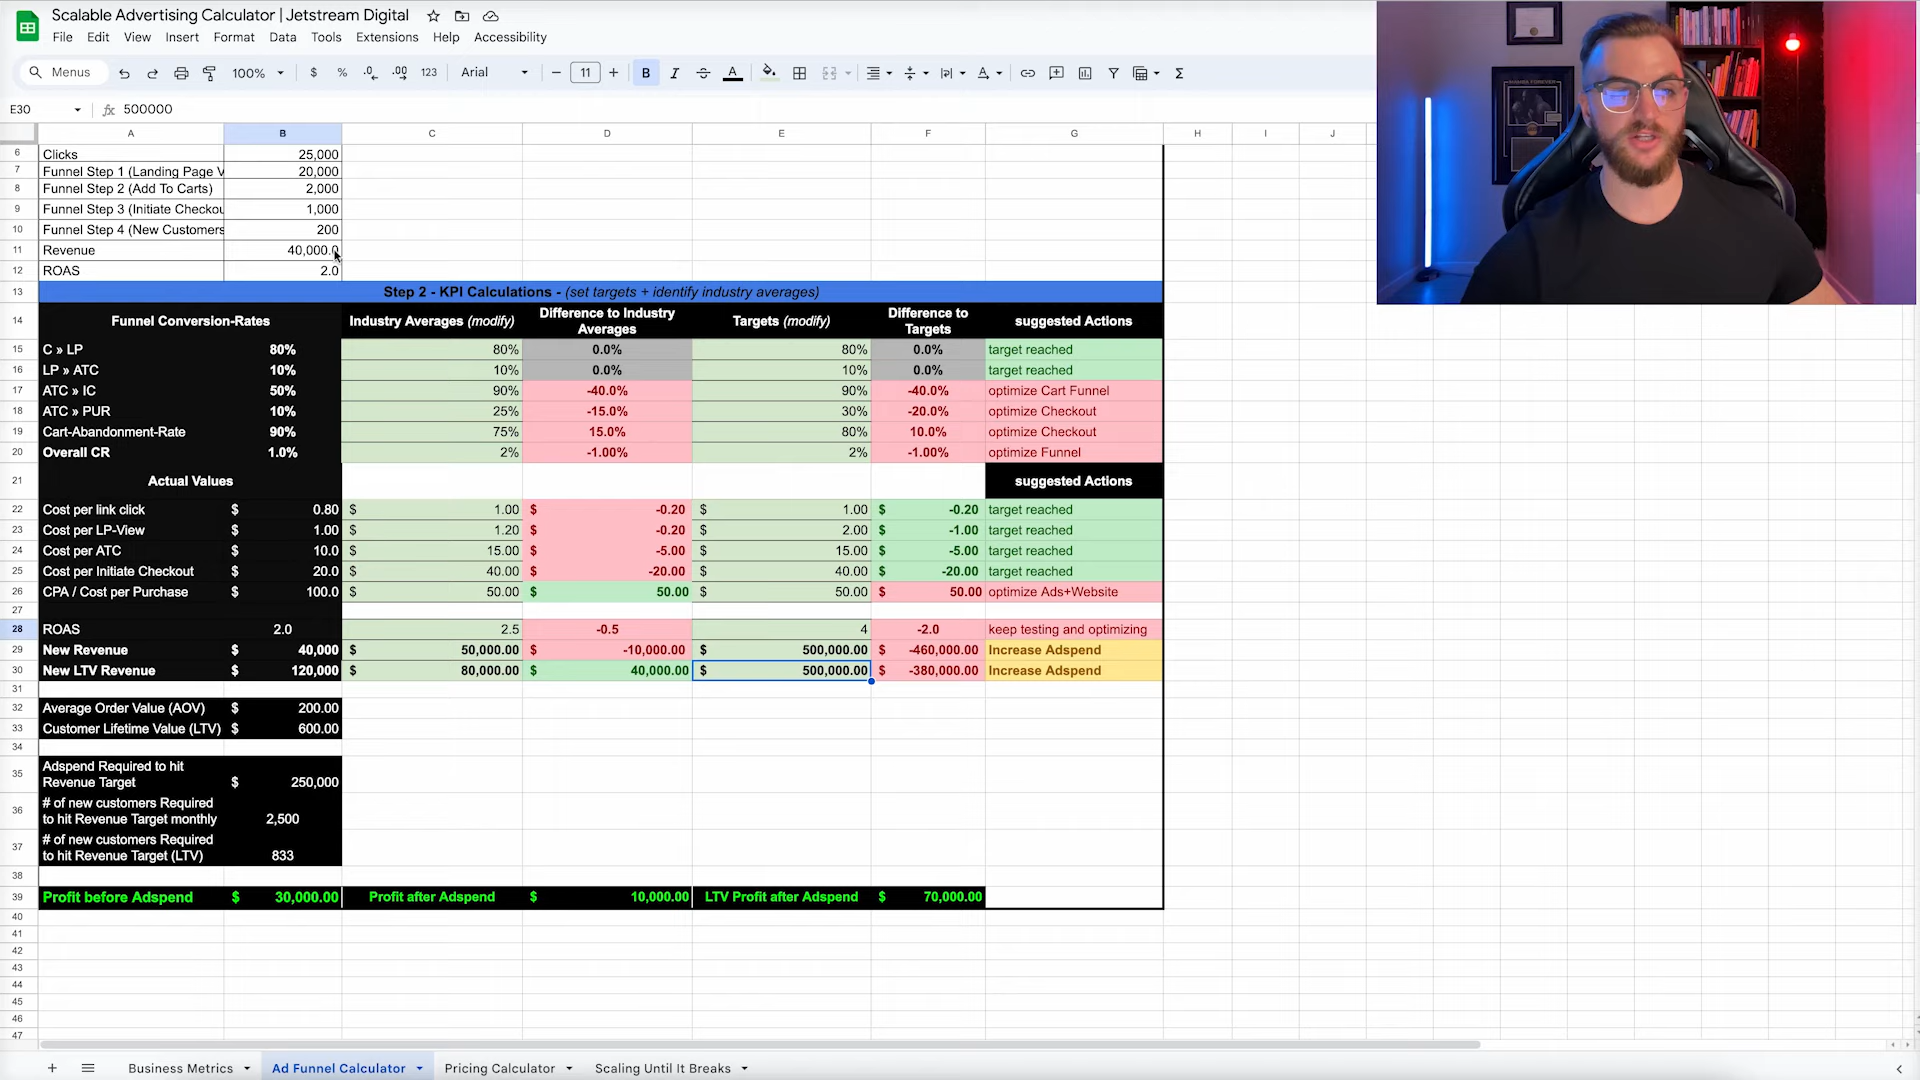 Scalable Advertising Calculator | Jetstream Digital
File Edit View Insert Format Data Tools Extensions Help Accessibility
Menus 100% $ % .0 .00 123 Arial − 11 + B I A Σ
E30 fx 500000
A B C D E F G H I J
6 Clicks 25,000
7 Funnel Step 1 (Landing Page V 20,000
8 Funnel Step 2 (Add To Carts) 2,000
9 Funnel Step 3 (Initiate Checkou 1,000
10 Funnel Step 4 (New Customers 200
11 Revenue 40,000.0
12 ROAS 2.0
13 Step 2 - KPI Calculations - (set targets + identify industry averages)
14 Funnel Conversion-Rates Industry Averages (modify) Difference to Industry Averages Targets (modify) Difference to Targets suggested Actions
15 C » LP 80% 80% 0.0% 80% 0.0% target reached
16 LP » ATC 10% 10% 0.0% 10% 0.0% target reached
17 ATC » IC 50% 90% -40.0% 90% -40.0% optimize Cart Funnel
18 ATC » PUR 10% 25% -15.0% 30% -20.0% optimize Checkout
19 Cart-Abandonment-Rate 90% 75% 15.0% 80% 10.0% optimize Checkout
20 Overall CR 1.0% 2% -1.00% 2% -1.00% optimize Funnel
21 Actual Values suggested Actions
22 Cost per link click $ 0.80 $ 1.00 $ -0.20 $ 1.00 $ -0.20 target reached
23 Cost per LP-View $ 1.00 $ 1.20 $ -0.20 $ 2.00 $ -1.00 target reached
24 Cost per ATC $ 10.0 $ 15.00 $ -5.00 $ 15.00 $ -5.00 target reached
25 Cost per Initiate Checkout $ 20.0 $ 40.00 $ -20.00 $ 40.00 $ -20.00 target reached
26 CPA / Cost per Purchase $ 100.0 $ 50.00 $ 50.00 $ 50.00 $ 50.00 optimize Ads+Website
27
28 ROAS 2.0 2.5 -0.5 4 -2.0 keep testing and optimizing
29 New Revenue $ 40,000 $ 50,000.00 $ -10,000.00 $ 500,000.00 $ -460,000.00 Increase Adspend
30 New LTV Revenue $ 120,000 $ 80,000.00 $ 40,000.00 $ 500,000.00 $ -380,000.00 Increase Adspend
31
32 Average Order Value (AOV) $ 200.00
33 Customer Lifetime Value (LTV) $ 600.00
34
35 Adspend Required to hit Revenue Target $ 250,000
36 # of new customers Required to hit Revenue Target monthly 2,500
37 # of new customers Required to hit Revenue Target (LTV) 833
38
39 Profit before Adspend $ 30,000.00 Profit after Adspend $ 10,000.00 LTV Profit after Adspend $ 70,000.00
40
41
42
43
44
45
46
47
+ Business Metrics Ad Funnel Calculator Pricing Calculator Scaling Until It Breaks